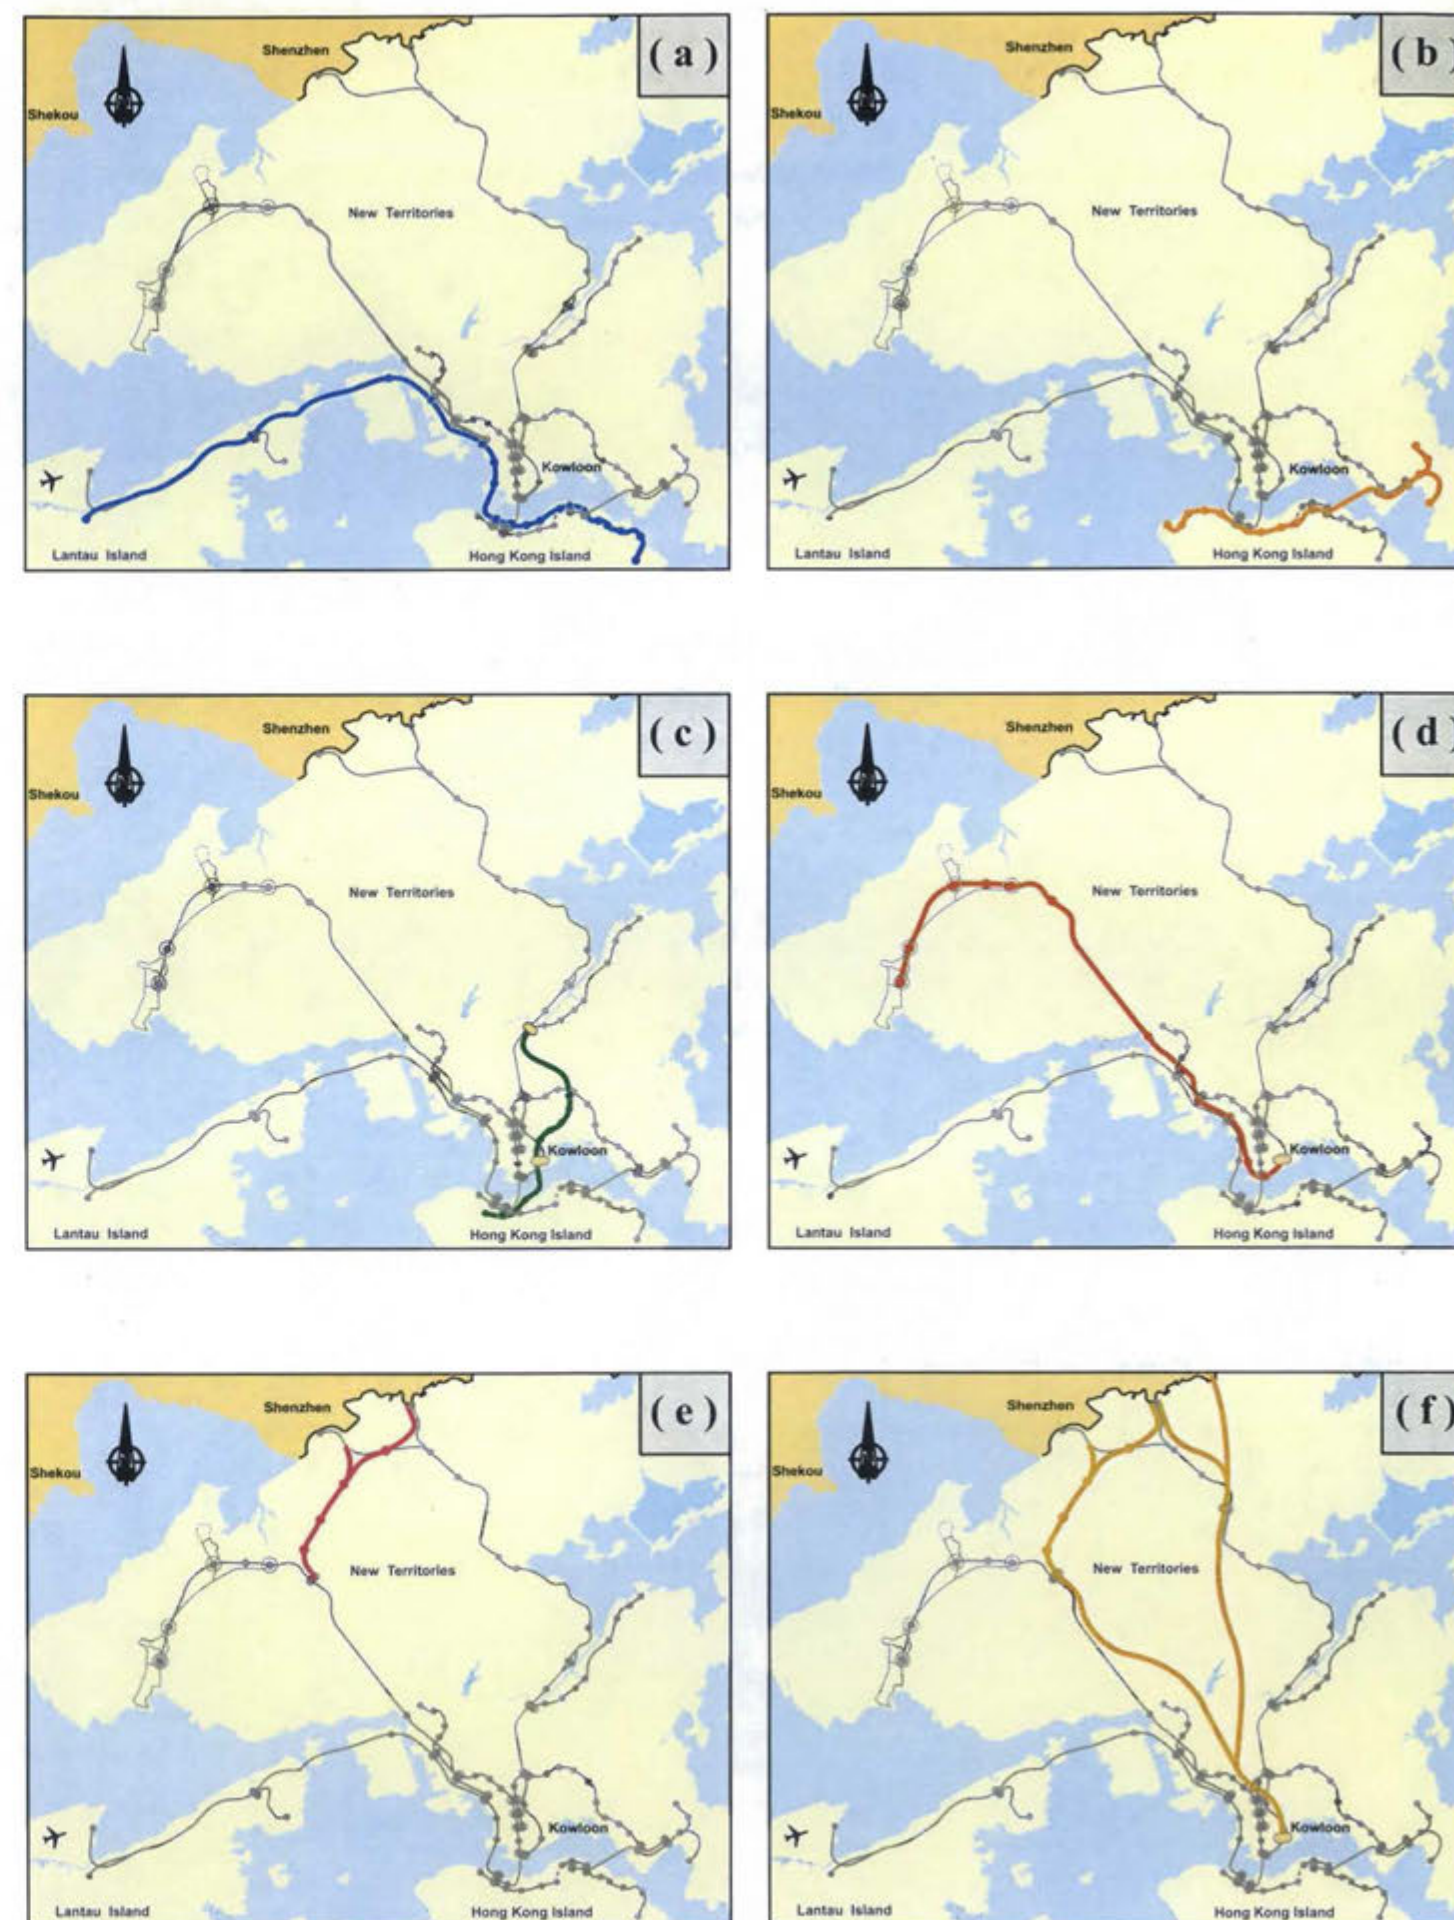 Shenzhen
( a )
Shekou
New Territories
Kowloon
Lantau Island
Hong Kong Island
Shenzhen
( b )
Shekou
New Territories
Kowloon
Lantau Island
Hong Kong Island
Shenzhen
( c )
Shekou
New Territories
Kowloon
Lantau Island
Hong Kong Island
Shenzhen
( d )
Shekou
New Territories
Kowloon
Lantau Island
Hong Kong Island
Shenzhen
( e )
Shekou
New Territories
Kowloon
Lantau Island
Hong Kong Island
Shenzhen
( f )
Shekou
New Territories
Kowloon
Lantau Island
Hong Kong Island